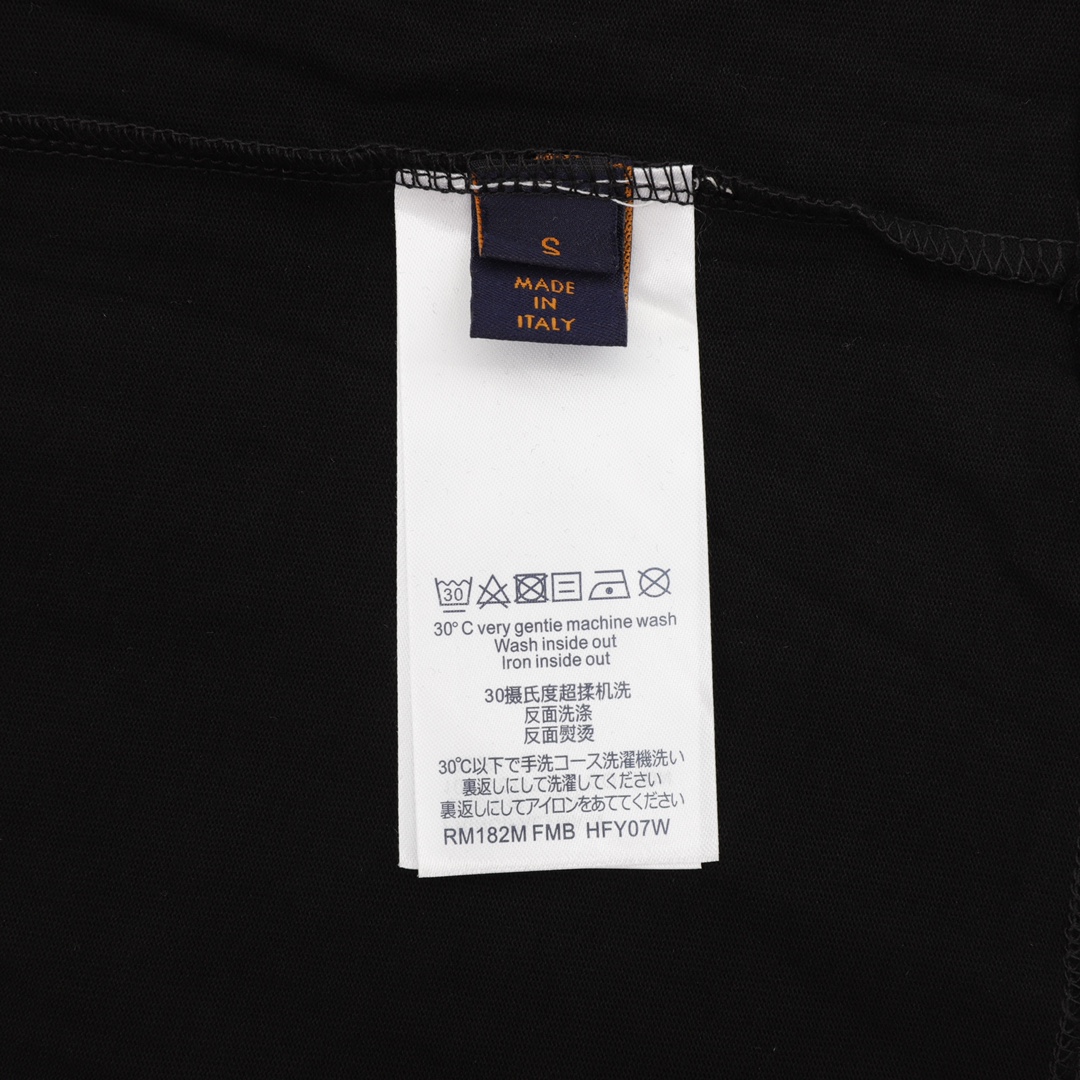 S
MADE
IN
ITALY
30
30°C very gentie machine wash
Wash inside out
Iron inside out
30摄氏度超揉机洗
反面洗涤
反面熨烫
30℃以下で手洗コース洗濯機洗い
裏返しにして洗濯してください
裏返しにしてアイロンをあててください
RM182M FMB HFY07W